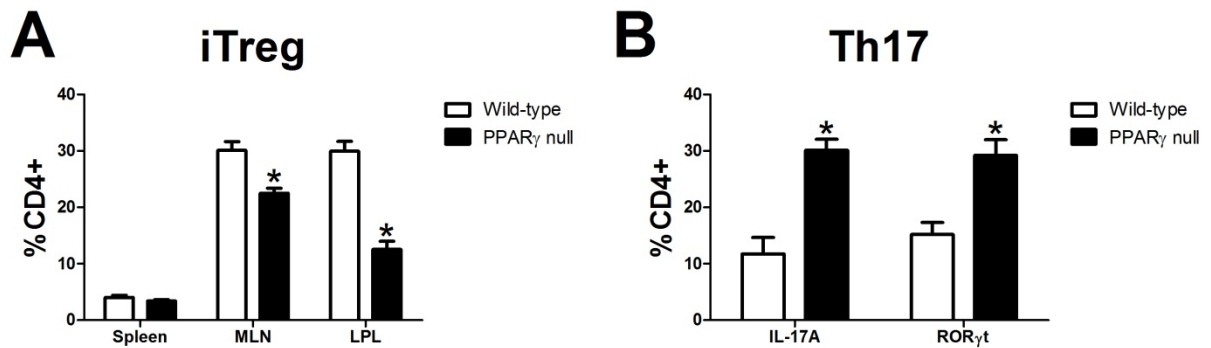 A
iTreg
% CD4+
40
30
20
10
0
*
*
Spleen
MLN
LPL
Wild-type
PPARγ null
B
Th17
% CD4+
40
30
20
10
0
*
*
IL-17A
RORγt
Wild-type
PPARγ null